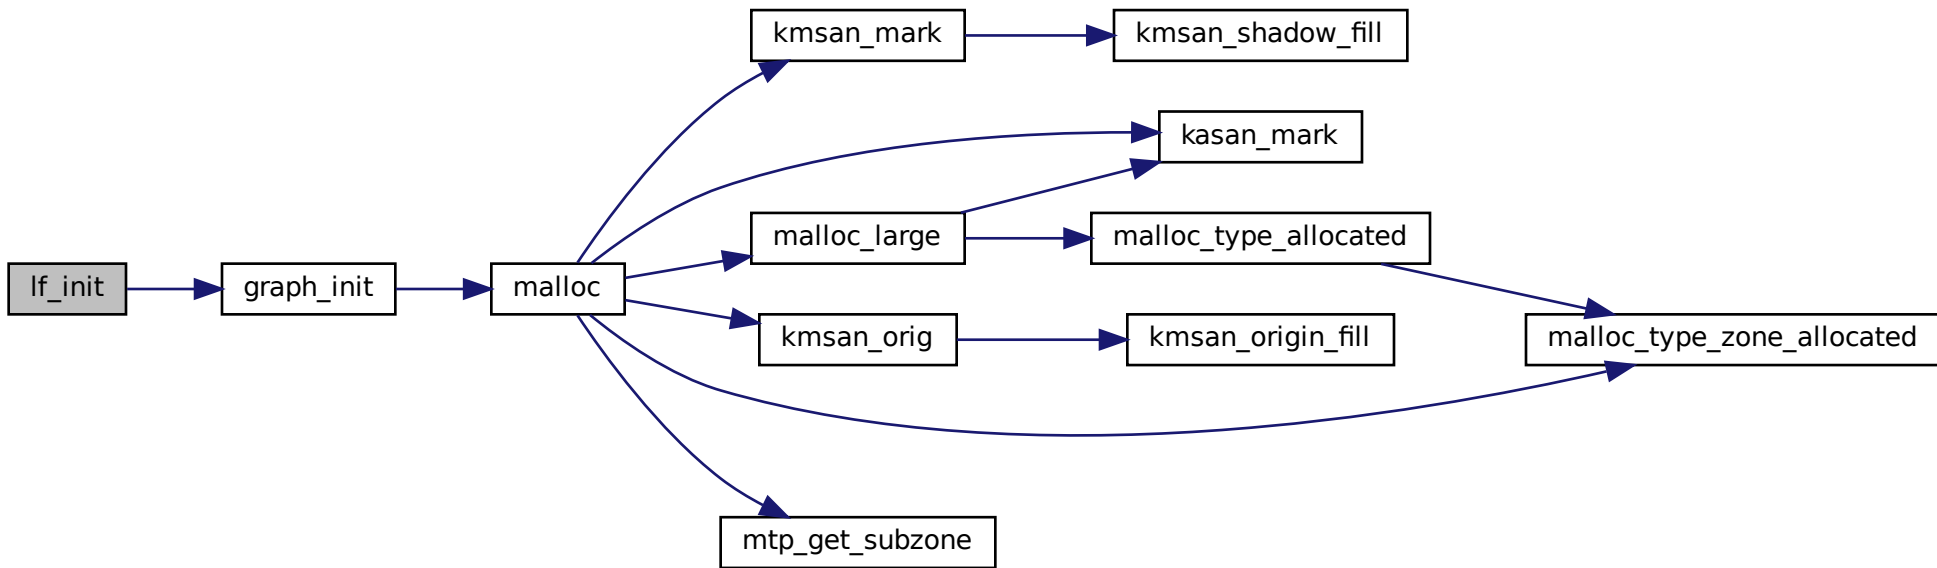 kmsan_mark
kmsan_shadow_fill
kasan_mark
malloc_large
malloc_type_allocated
lf_init
graph_init
malloc
kmsan_orig
kmsan_origin_fill
malloc_type_zone_allocated
mtp_get_subzone